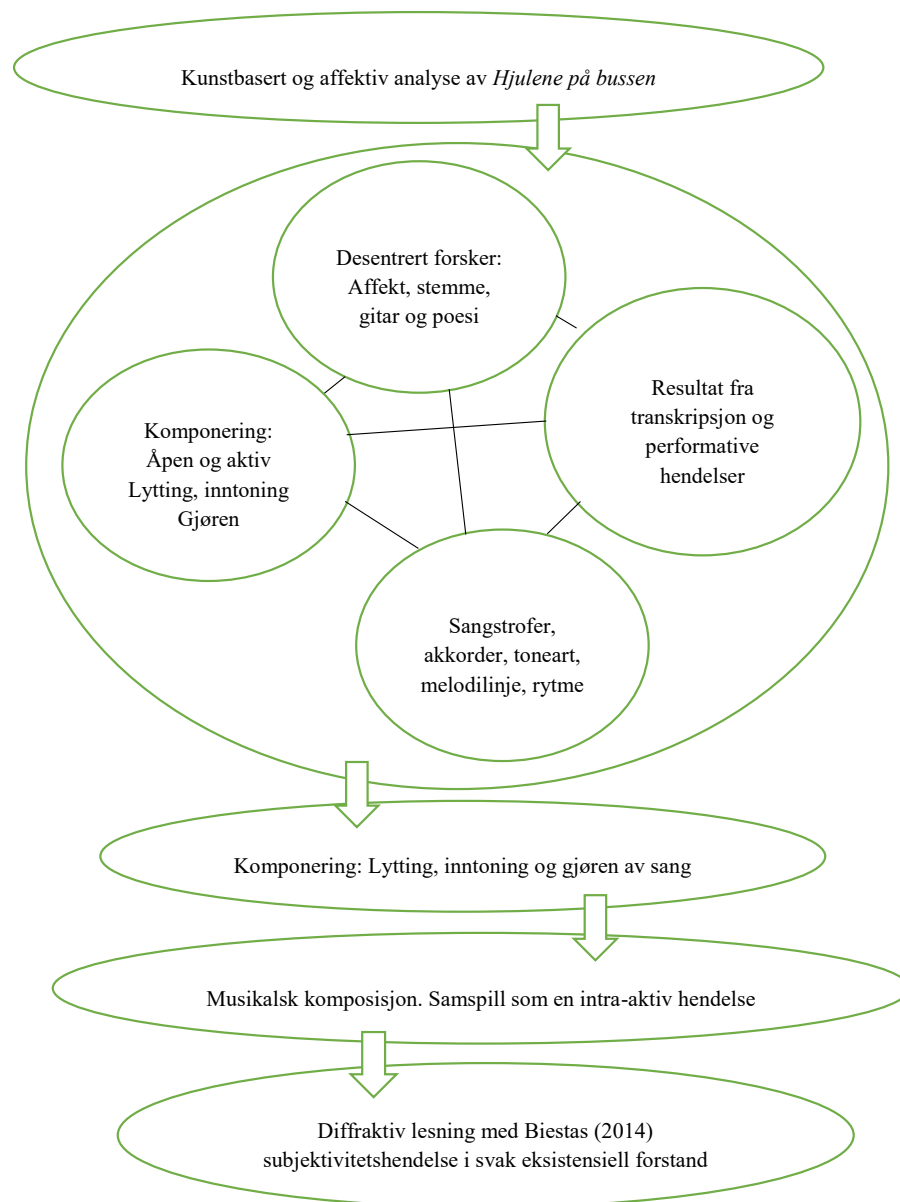 Kunstbasert og affektiv analyse av Hjulene på bussen
Desentrert forsker:
Affekt, stemme,
gitar og poesi
Resultat fra
transkripsjon og
performative
hendelser
Komponering:
Åpen og aktiv
Lytting, inntoning
Gjøren
Sangstrofer,
akkorder, toneart,
melodilinje, rytme
Komponering: Lytting, inntoning og gjøren av sang
Musikalsk komposisjon. Samspill som en intra-aktiv hendelse
Diffraktiv lesning med Biestas (2014)
subjektivitetshendelse i svak eksistensiell forstand